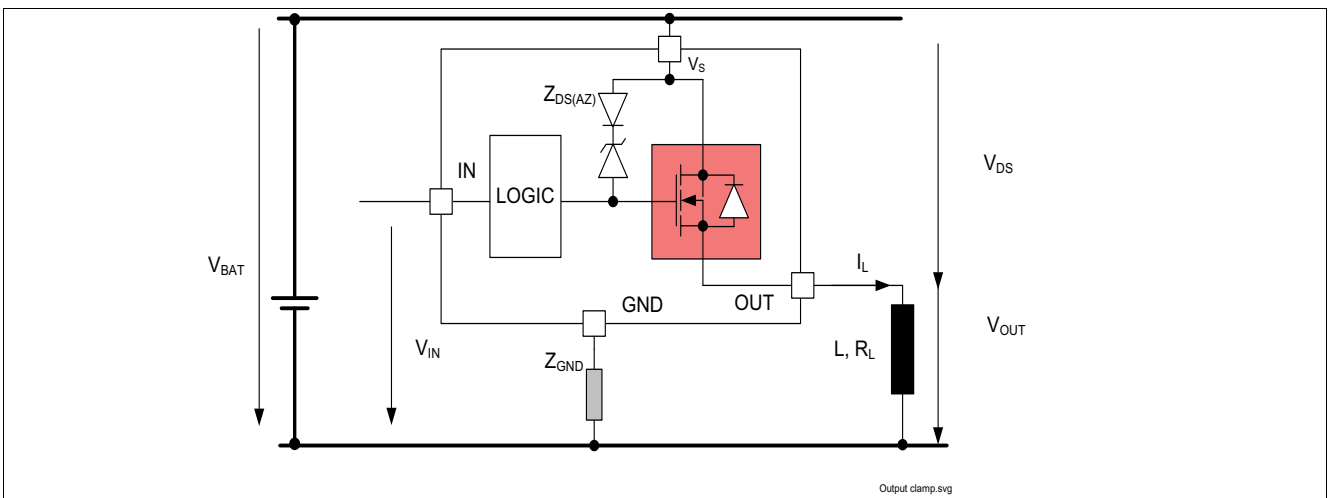 VS
ZDS(AZ)
IN
LOGIC
VDS
VBAT
IL
GND
OUT
VIN
ZGND
L, RL
VOUT
Output clamp.svg